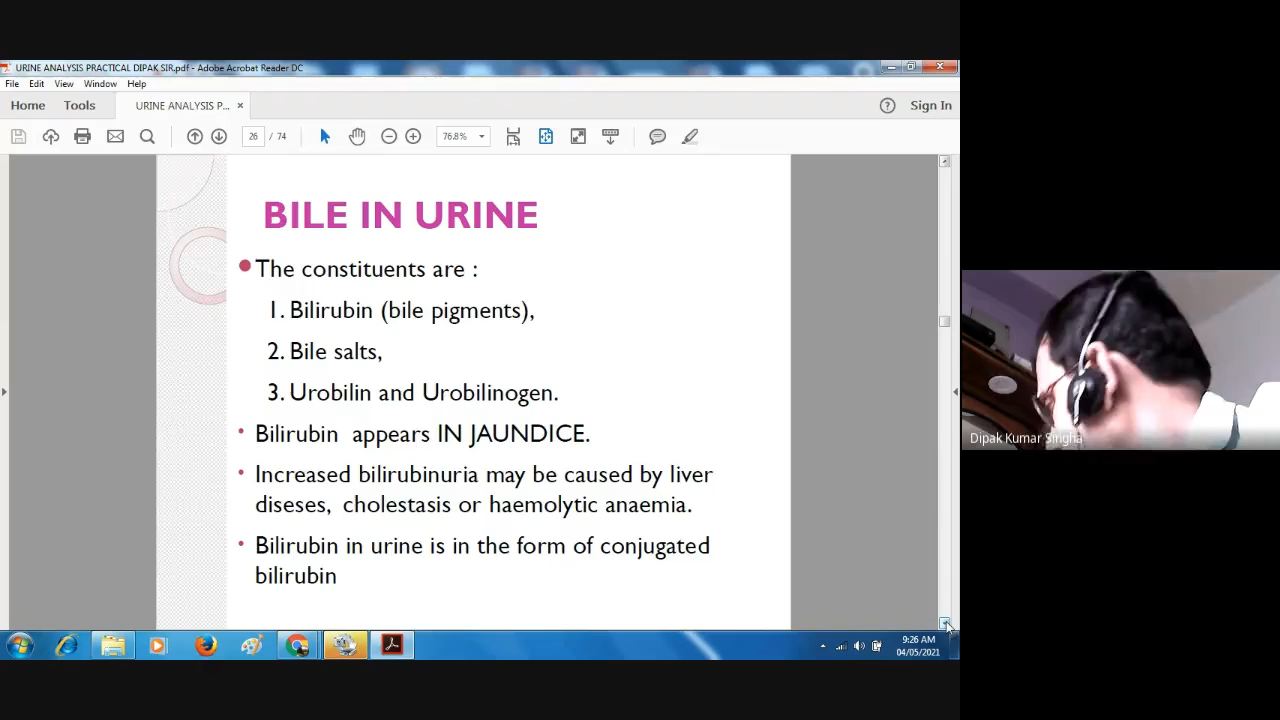 URINE ANALYSIS PRACTICAL DIPAK SIR.pdf - Adobe Acrobat Reader DC
File Edit View Window Help
Home Tools URINE ANALYSIS P... × ? Sign In
26 / 74 76.8%
BILE IN URINE
The constituents are :
1. Bilirubin (bile pigments),
2. Bile salts,
3. Urobilin and Urobilinogen.
• Bilirubin appears IN JAUNDICE.
• Increased bilirubinuria may be caused by liver
diseses, cholestasis or haemolytic anaemia.
• Bilirubin in urine is in the form of conjugated
bilirubin
Dipak Kumar Singha
9:26 AM
04/05/2021